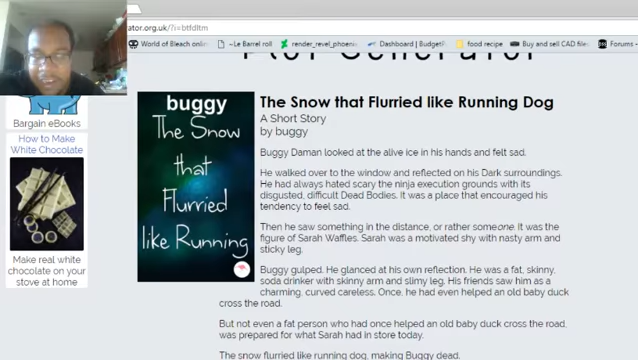 ator.org.uk/?i=btfdltm
World of Bleach onlin
~Le Barrel roll
render_revel_phoeni
Dashboard | BudgetP
food recipe
Buy and sell CAD files
Forums -
Plot Generator
Bargain eBooks
How to Make
White Chocolate
Make real white
chocolate on your
stove at home
buggy
The Snow
that
Flurried
like Running
The Snow that Flurried like Running Dog
A Short Story
by buggy
Buggy Daman looked at the alive ice in his hands and felt sad.
He walked over to the window and reflected on his Dark surroundings.
He had always hated scary the ninja execution grounds with its
disgusted, difficult Dead Bodies. It was a place that encouraged his
tendency to feel sad.
Then he saw something in the distance, or rather someone. It was the
figure of Sarah Waffles. Sarah was a motivated shy with nasty arm and
sticky leg.
Buggy gulped. He glanced at his own reflection. He was a fat, skinny,
soda drinker with skinny arm and slimy leg. His friends saw him as a
charming, curved careless. Once, he had even helped an old baby duck
cross the road.
But not even a fat person who had once helped an old baby duck cross the road,
was prepared for what Sarah had in store today.
The snow flurried like running dog, making Buggy dead.